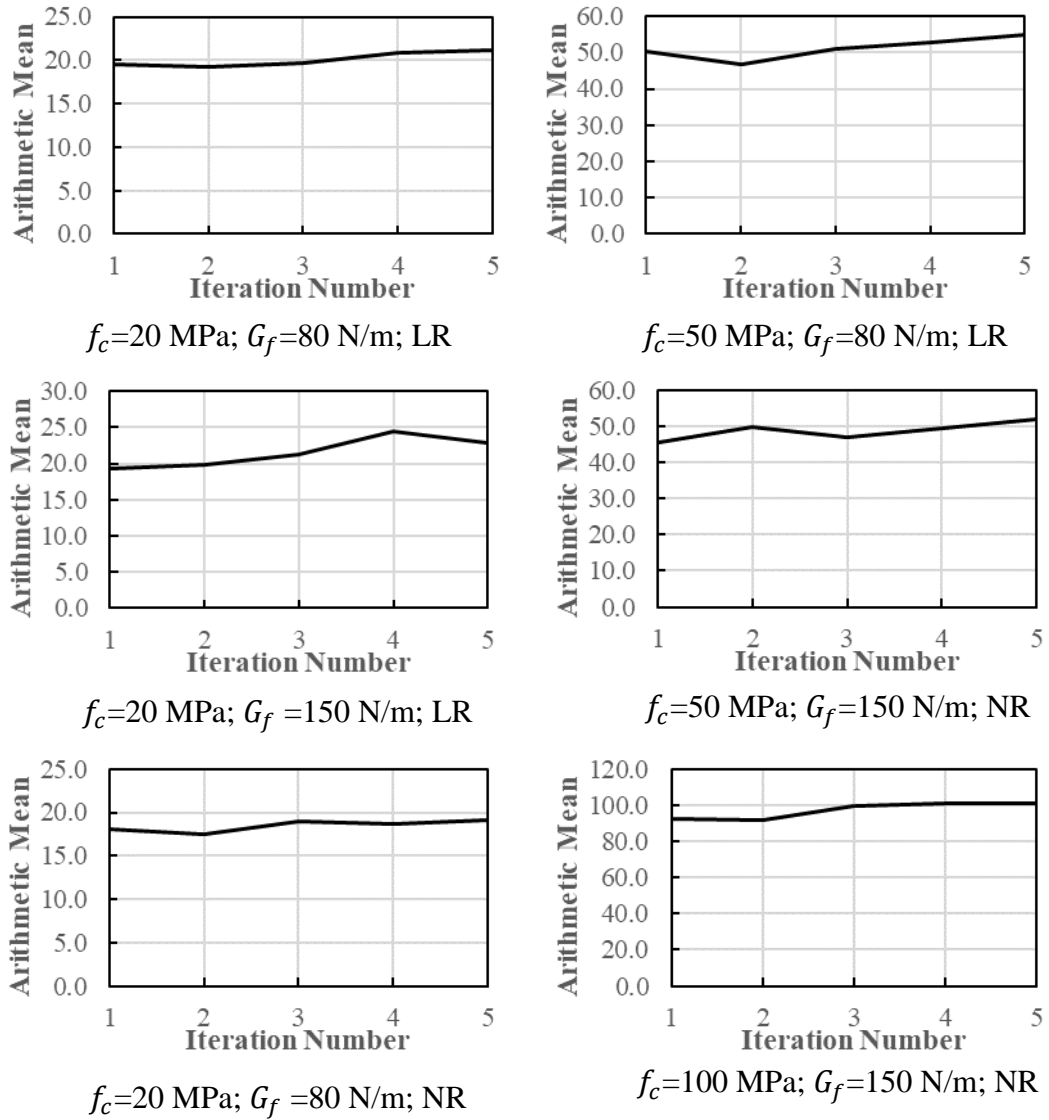 Arithmetic Mean
25.0
20.0
15.0
10.0
5.0
0.0
1 2 3 4 5
Iteration Number
f_c=20 MPa; G_f=80 N/m; LR
Arithmetic Mean
60.0
50.0
40.0
30.0
20.0
10.0
0.0
1 2 3 4 5
Iteration Number
f_c=50 MPa; G_f=80 N/m; LR
Arithmetic Mean
30.0
25.0
20.0
15.0
10.0
5.0
0.0
1 2 3 4 5
Iteration Number
f_c=20 MPa; G_f =150 N/m; LR
Arithmetic Mean
60.0
50.0
40.0
30.0
20.0
10.0
0.0
1 2 3 4 5
Iteration Number
f_c=50 MPa; G_f=150 N/m; NR
Arithmetic Mean
25.0
20.0
15.0
10.0
5.0
0.0
1 2 3 4 5
Iteration Number
f_c=20 MPa; G_f =80 N/m; NR
Arithmetic Mean
120.0
100.0
80.0
60.0
40.0
20.0
0.0
1 2 3 4 5
Iteration Number
f_c=100 MPa; G_f=150 N/m; NR